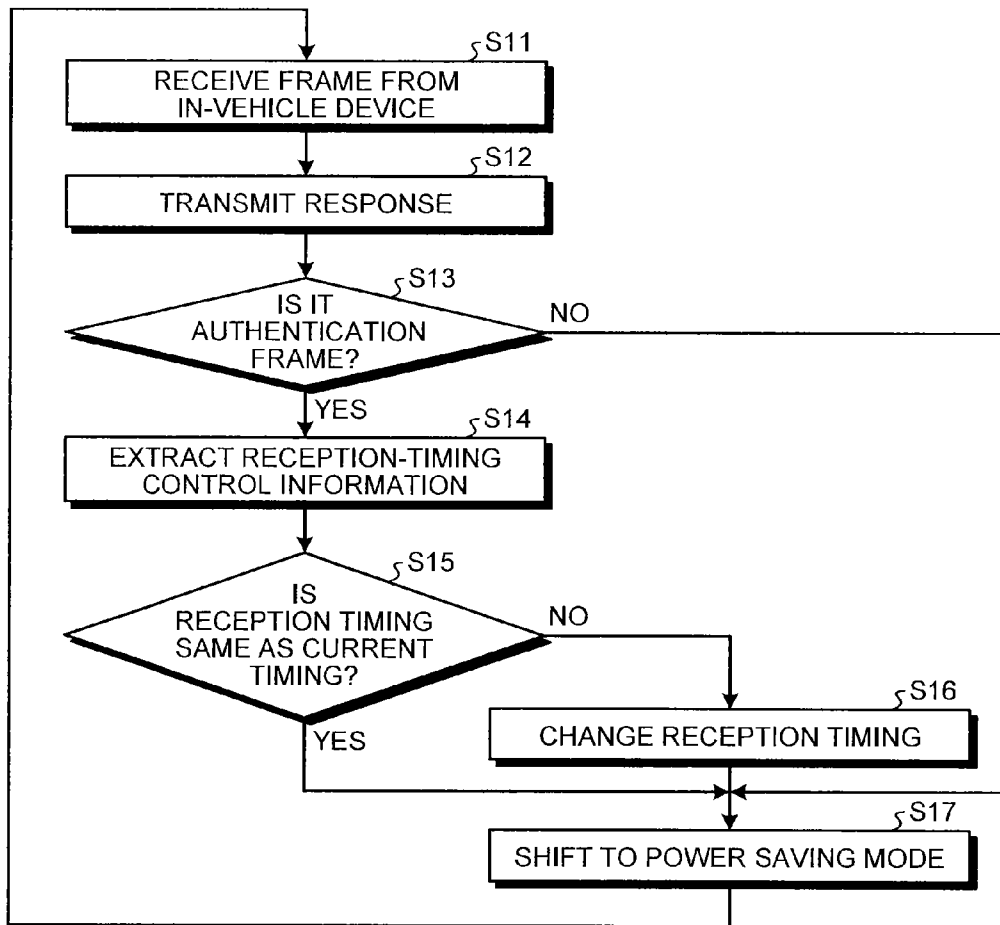 S11
RECEIVE FRAME FROM
IN-VEHICLE DEVICE
S12
TRANSMIT RESPONSE
S13
IS IT
AUTHENTICATION
FRAME?
NO
YES
S14
EXTRACT RECEPTION-TIMING
CONTROL INFORMATION
S15
IS
RECEPTION TIMING
SAME AS CURRENT
TIMING?
NO
YES
S16
CHANGE RECEPTION TIMING
S17
SHIFT TO POWER SAVING MODE